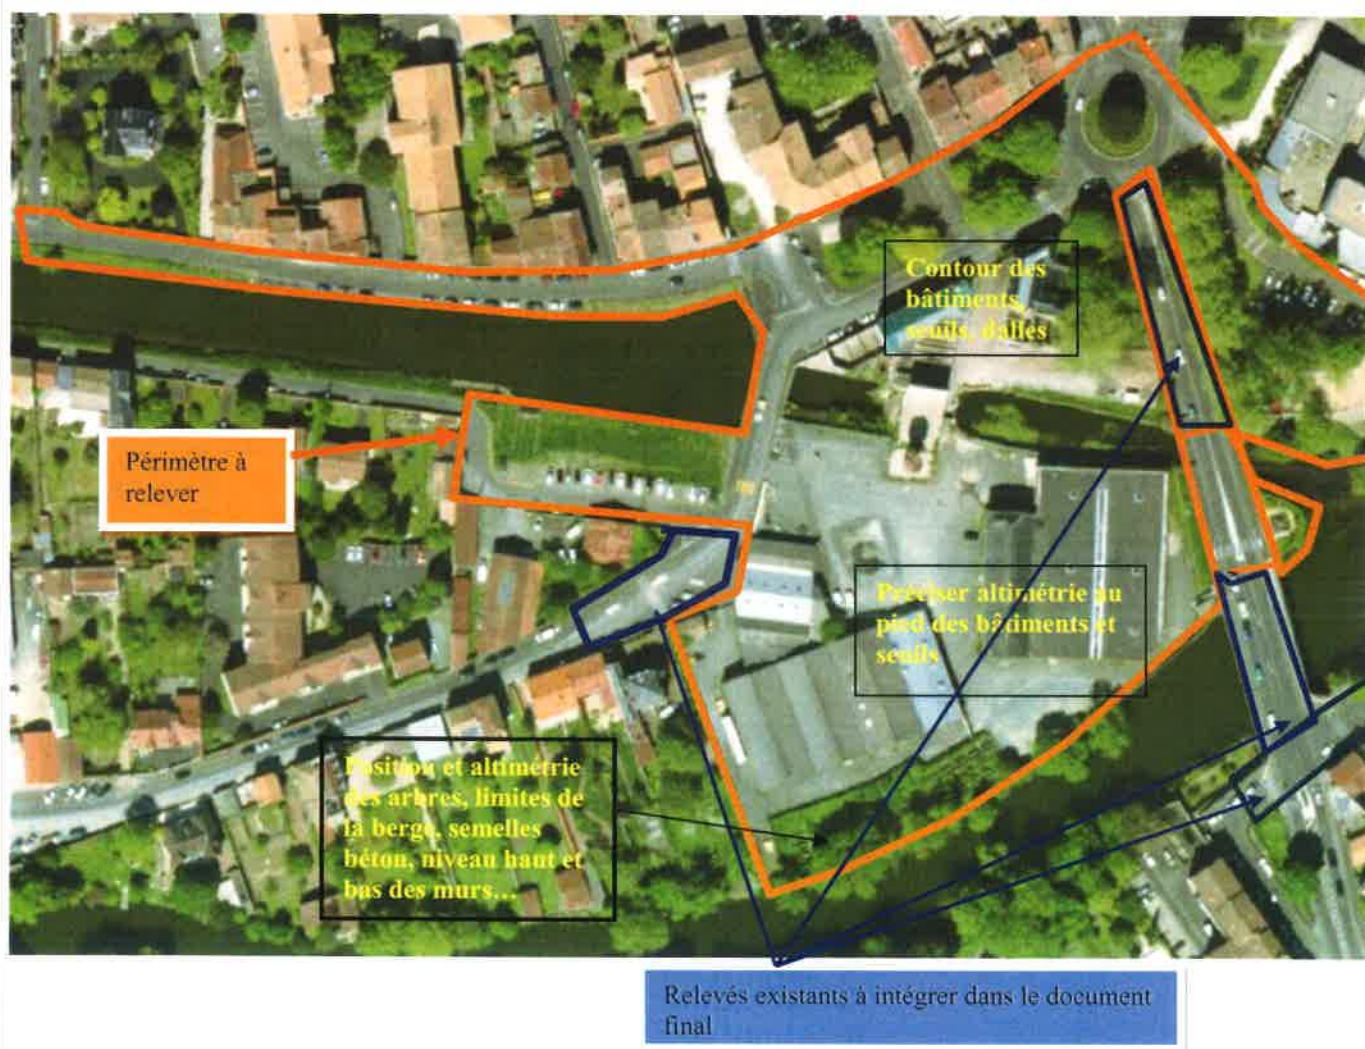 Contour des
bâtiments,
seuils, dalles
Périmètre à
relever
Préciser altimétrie au
pied des bâtiments et
seuils
Position et altimétrie
des arbres, limites de
la berge, semelles
béton, niveau haut et
bas des murs…
Relevés existants à intégrer dans le document
final